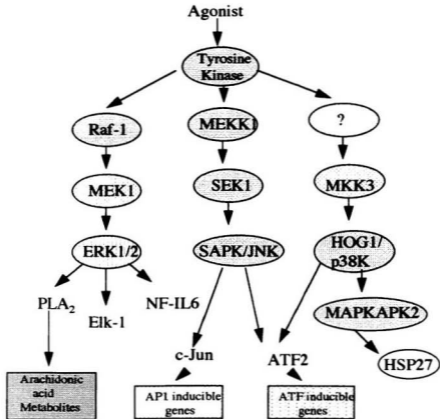 Agonist
Tyrosine
Kinase
Raf-1
MEKK1
?
MEK1
SEK1
MKK3
ERK1/2
SAPK/JNK
HOG1/
p38K
PLA2
Elk-1
NF-IL6
MAPKAPK2
c-Jun
ATF2
HSP27
Arachidonic
acid
Metabolites
AP1 inducible
genes
ATF inducible
genes